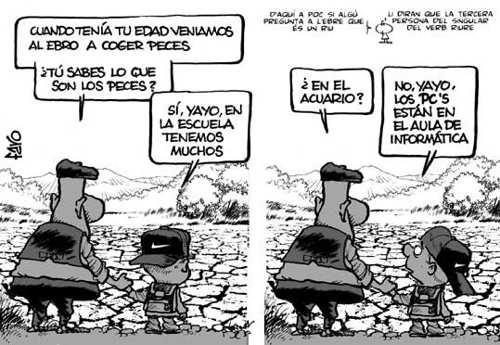 CUANDO TENÍA TU EDAD VENIAMOS
AL EBRO A COGER PECES
¿TÚ SABES LO QUE
SON LOS PECES?
SÍ, YAYO, EN
LA ESCUELA
TENEMOS
MUCHOS
D'AQUÍ A POC SI ALGÚ
PREGUNTA A L'EBRE QUE
ÉS UN RIU
LI DIRAN QUE LA TERCERA
PERSONA DEL SINGULAR
DEL VERB RIURE
¿EN EL
ACUARIO?
NO, YAYO,
LOS PC'S
ESTÁN EN
EL AULA DE
INFORMÁTICA